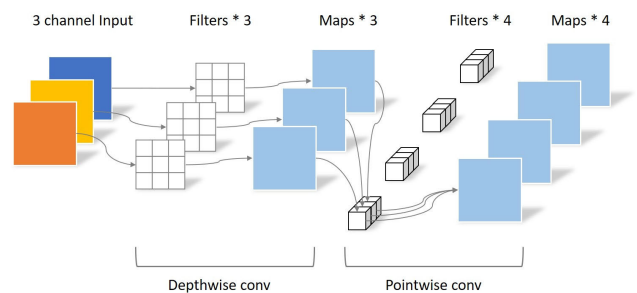 3 channel Input
Filters * 3
Maps * 3
Filters * 4
Maps * 4
Depthwise conv
Pointwise conv